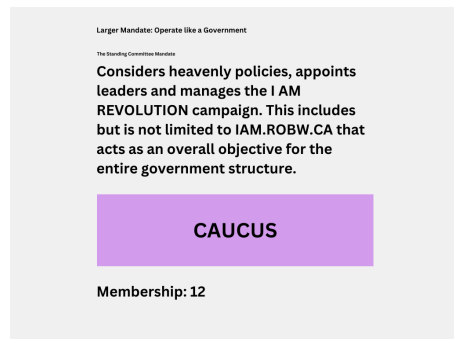 Larger Mandate: Operate like a Government
The Standing Committee Mandate
Considers heavenly policies, appoints
leaders and manages the I AM
REVOLUTION campaign. This includes
but is not limited to IAM.ROBW.CA that
acts as an overall objective for the
entire government structure.
CAUCUS
Membership: 12